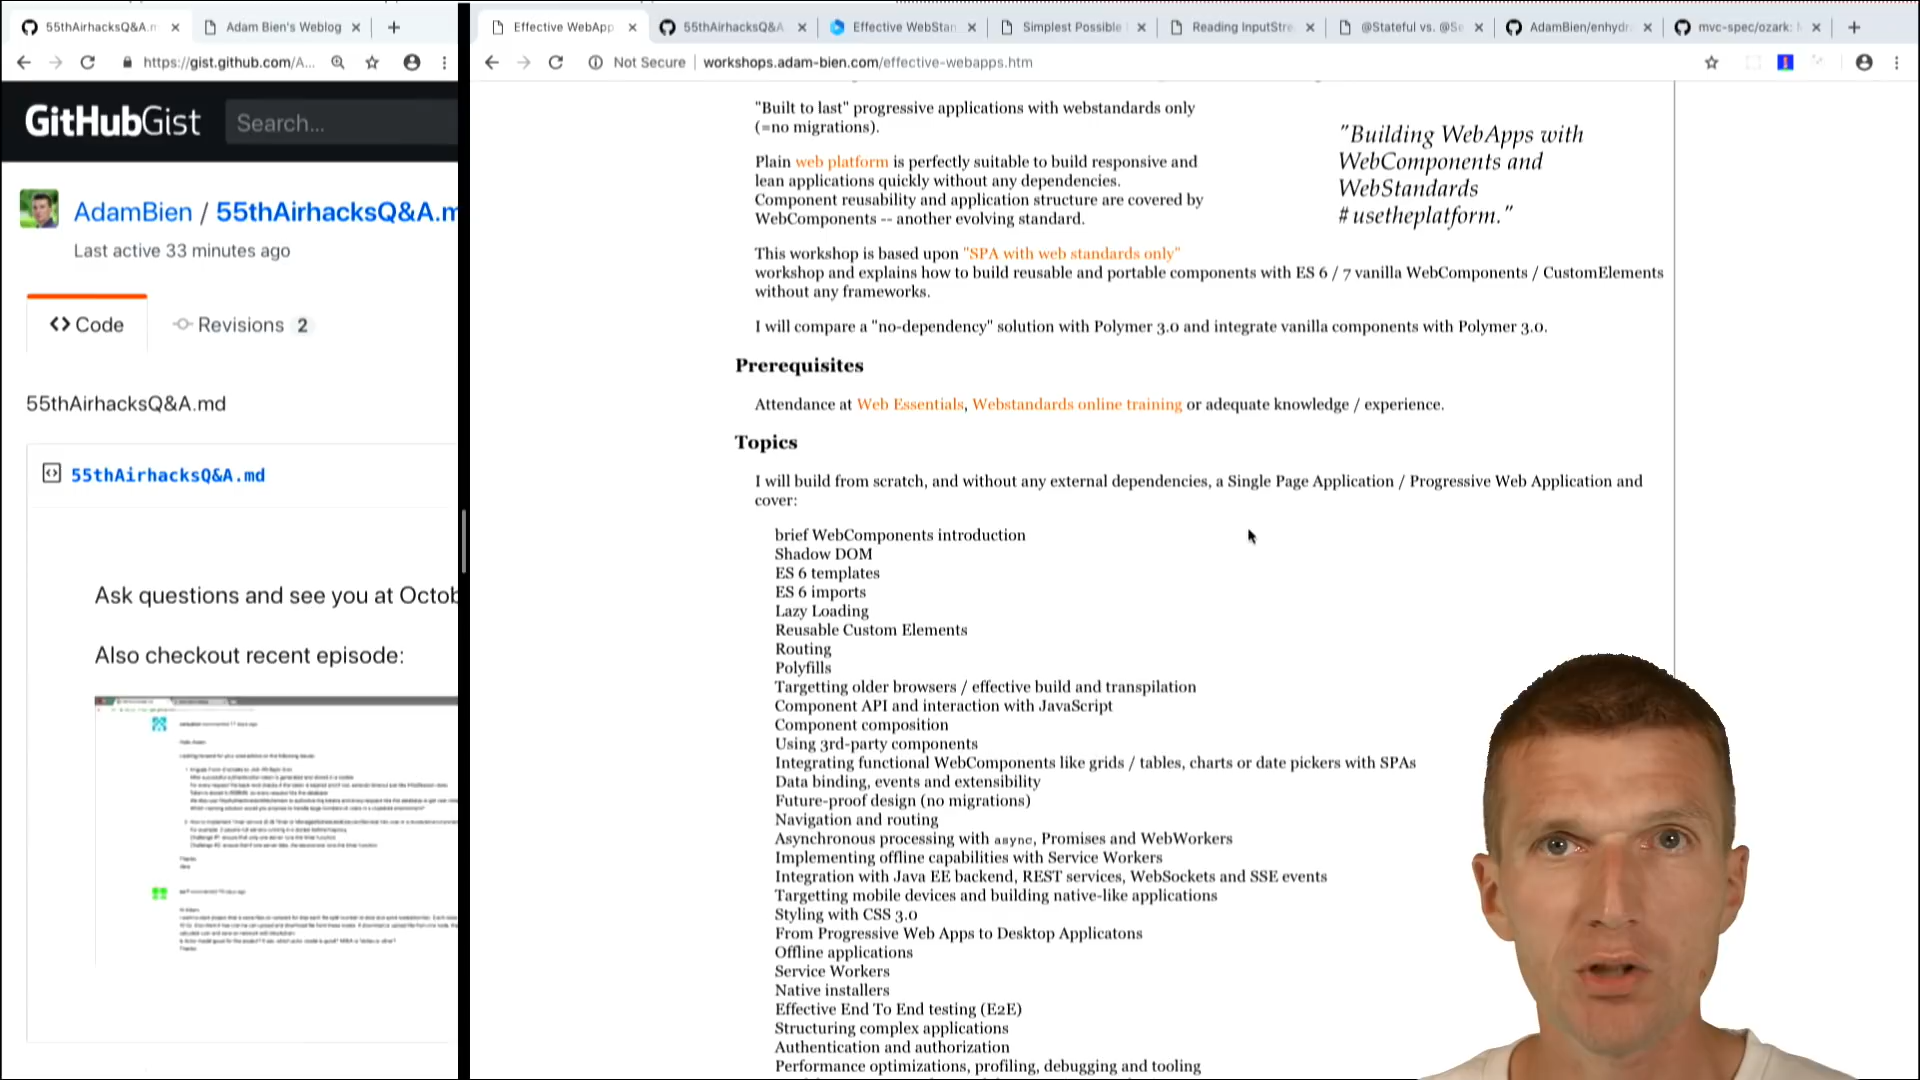 55thAirhacksQ&A.m
Adam Bien's Weblog
https://gist.github.com/A...
GitHubGist
Search...
AdamBien / 55thAirhacksQ&A.m
Last active 33 minutes ago
Code
Revisions 2
55thAirhacksQ&A.md
55thAirhacksQ&A.md
Ask questions and see you at Octob
Also checkout recent episode:
Effective WebApp
55thAirhacksQ&A
Effective WebStan
Simplest Possible
Reading InputStre
@Stateful vs. @Se
AdamBien/enhydr
mvc-spec/ozark:
Not Secure
workshops.adam-bien.com/effective-webapps.htm
"Built to last" progressive applications with webstandards only
(=no migrations).
Plain web platform is perfectly suitable to build responsive and
lean applications quickly without any dependencies.
Component reusability and application structure are covered by
WebComponents -- another evolving standard.
"Building WebApps with
WebComponents and
WebStandards
#usetheplatform."
This workshop is based upon "SPA with web standards only"
workshop and explains how to build reusable and portable components with ES 6 / 7 vanilla WebComponents / CustomElements
without any frameworks.
I will compare a "no-dependency" solution with Polymer 3.0 and integrate vanilla components with Polymer 3.0.
Prerequisites
Attendance at Web Essentials, Webstandards online training or adequate knowledge / experience.
Topics
I will build from scratch, and without any external dependencies, a Single Page Application / Progressive Web Application and
cover:
brief WebComponents introduction
Shadow DOM
ES 6 templates
ES 6 imports
Lazy Loading
Reusable Custom Elements
Routing
Polyfills
Targetting older browsers / effective build and transpilation
Component API and interaction with JavaScript
Component composition
Using 3rd-party components
Integrating functional WebComponents like grids / tables, charts or date pickers with SPAs
Data binding, events and extensibility
Future-proof design (no migrations)
Navigation and routing
Asynchronous processing with async, Promises and WebWorkers
Implementing offline capabilities with Service Workers
Integration with Java EE backend, REST services, WebSockets and SSE events
Targetting mobile devices and building native-like applications
Styling with CSS 3.0
From Progressive Web Apps to Desktop Applicatons
Offline applications
Service Workers
Native installers
Effective End To End testing (E2E)
Structuring complex applications
Authentication and authorization
Performance optimizations, profiling, debugging and tooling